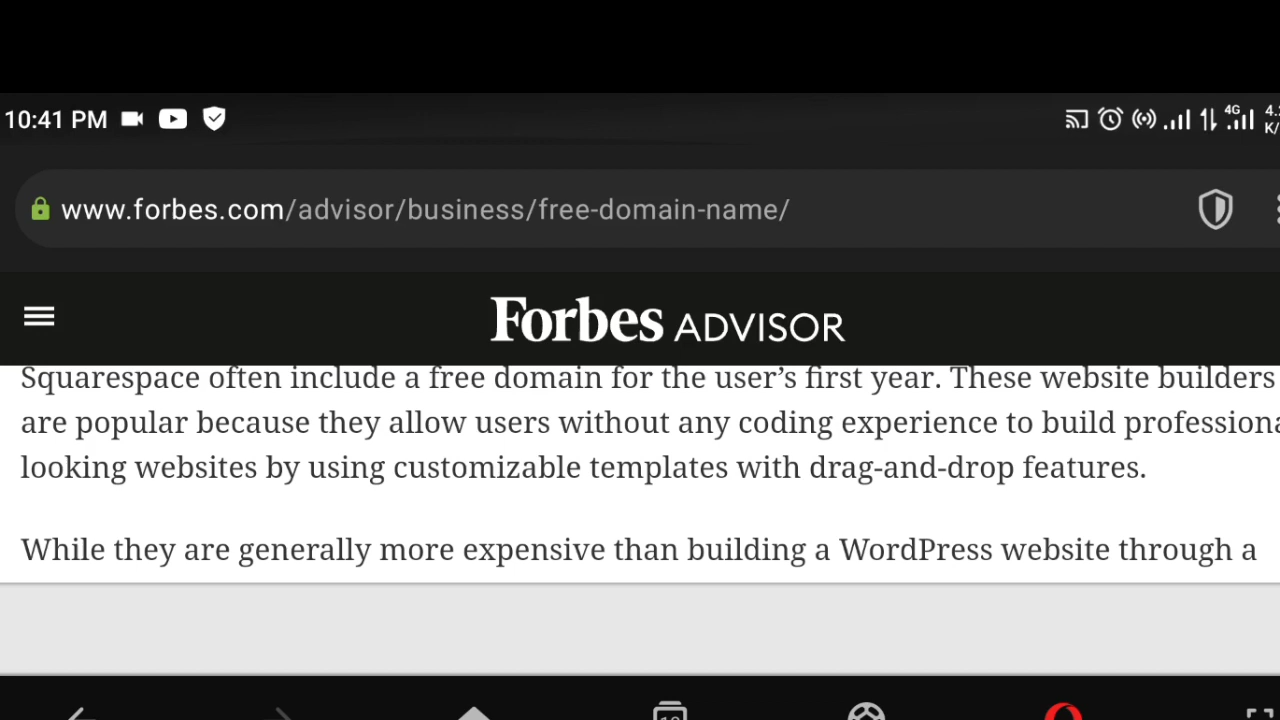 10:41 PM 4G
www.forbes.com/advisor/business/free-domain-name/
Forbes ADVISOR
Squarespace often include a free domain for the user’s first year. These website builders
are popular because they allow users without any coding experience to build
looking websites by using customizable templates with drag-and-drop features.
While they are generally more expensive than building a WordPress website through a